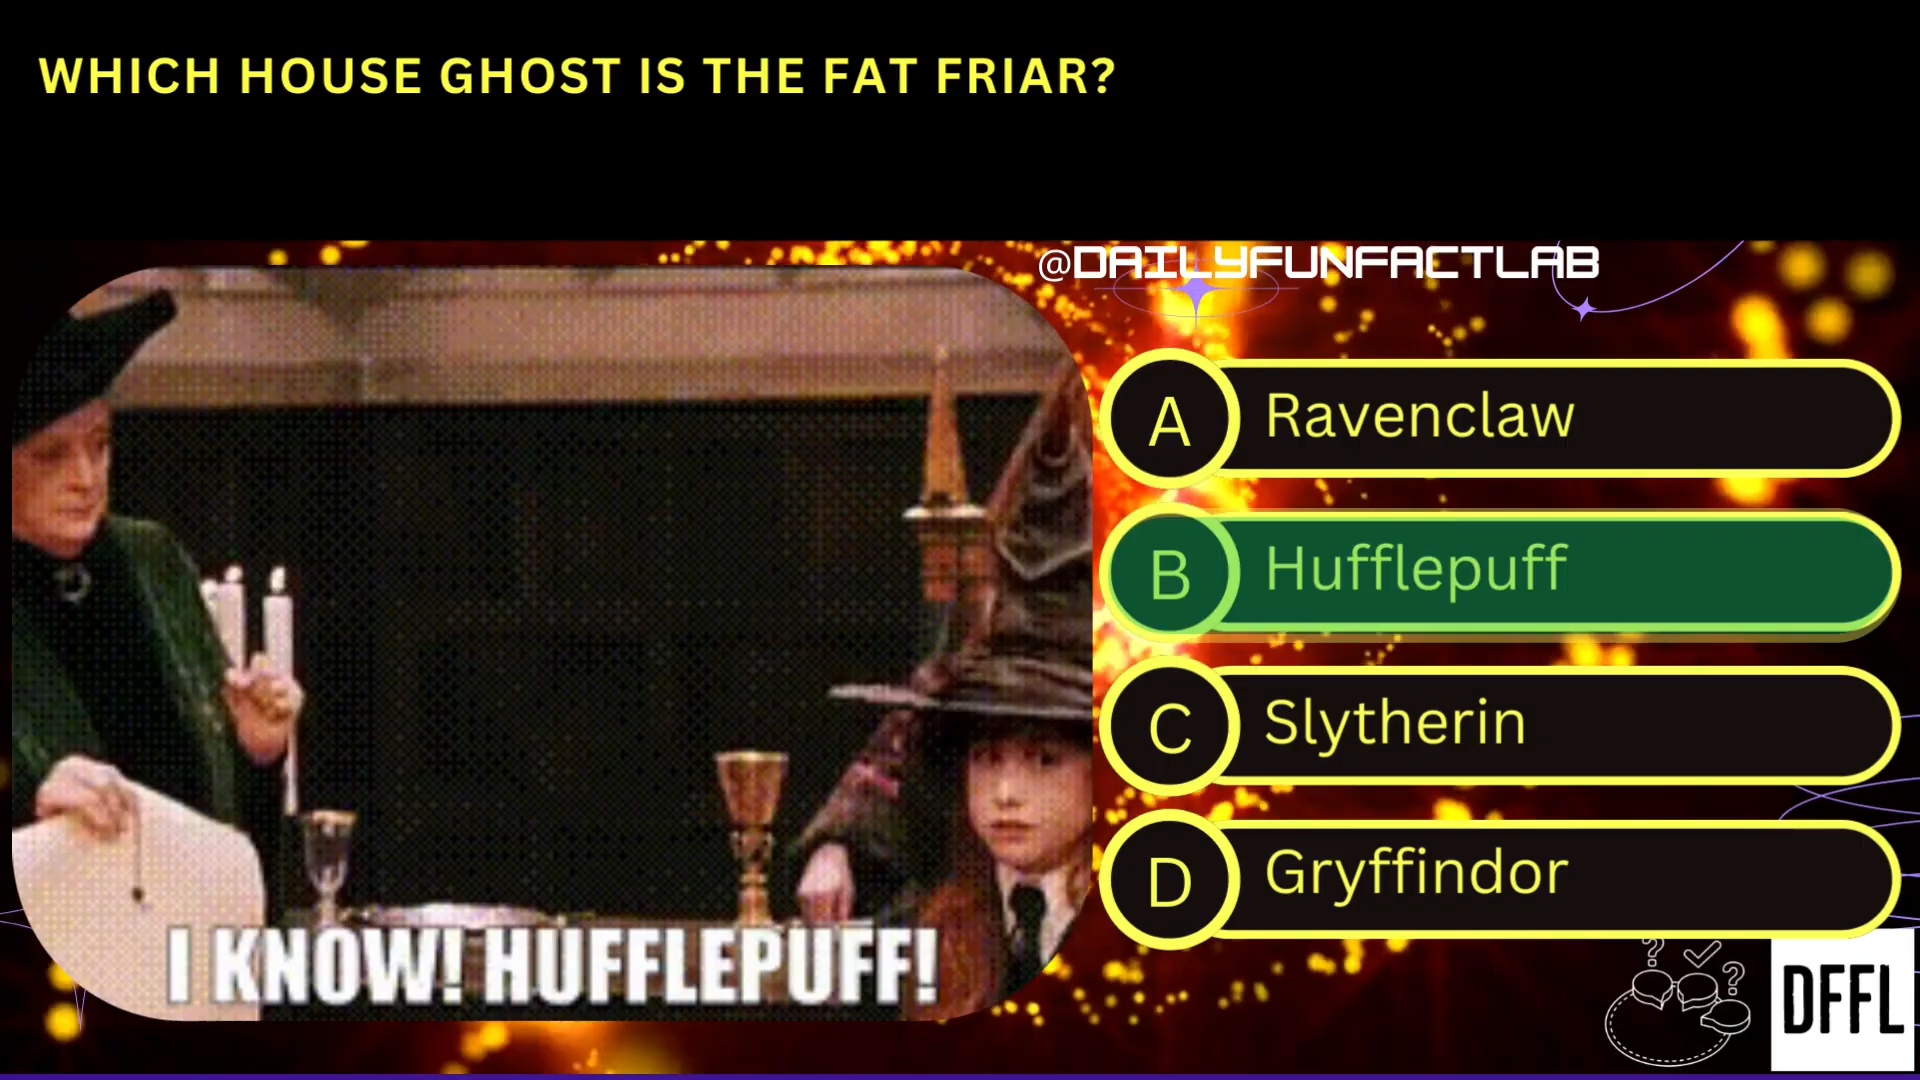 WHICH HOUSE GHOST IS THE FAT FRIAR?
@DAILYFUNFACTLAB
A Ravenclaw
B Hufflepuff
C Slytherin
D Gryffindor
I KNOW! HUFFLEPUFF!
DFFL